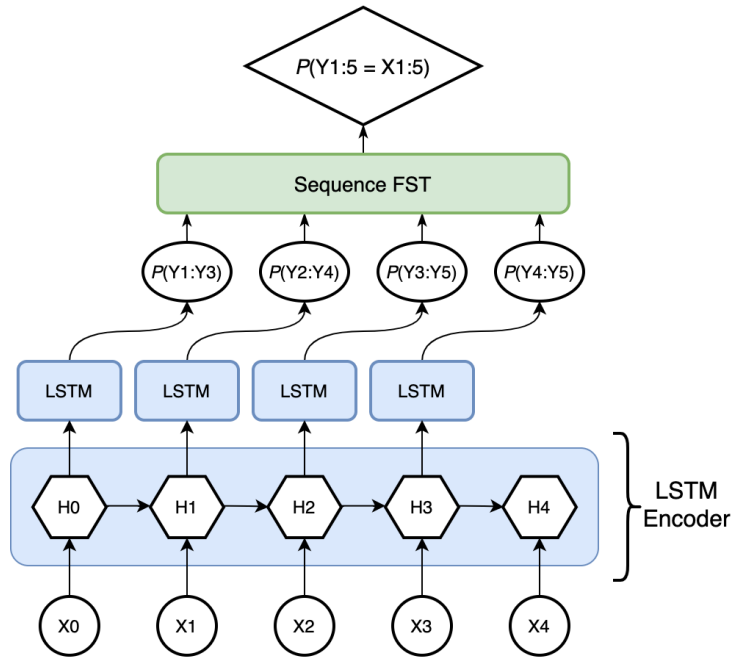 P(Y1:5 = X1:5)
Sequence FST
P(Y1:Y3) P(Y2:Y4) P(Y3:Y5) P(Y4:Y5)
LSTM LSTM LSTM LSTM
H0 H1 H2 H3 H4
LSTM
Encoder
X0 X1 X2 X3 X4